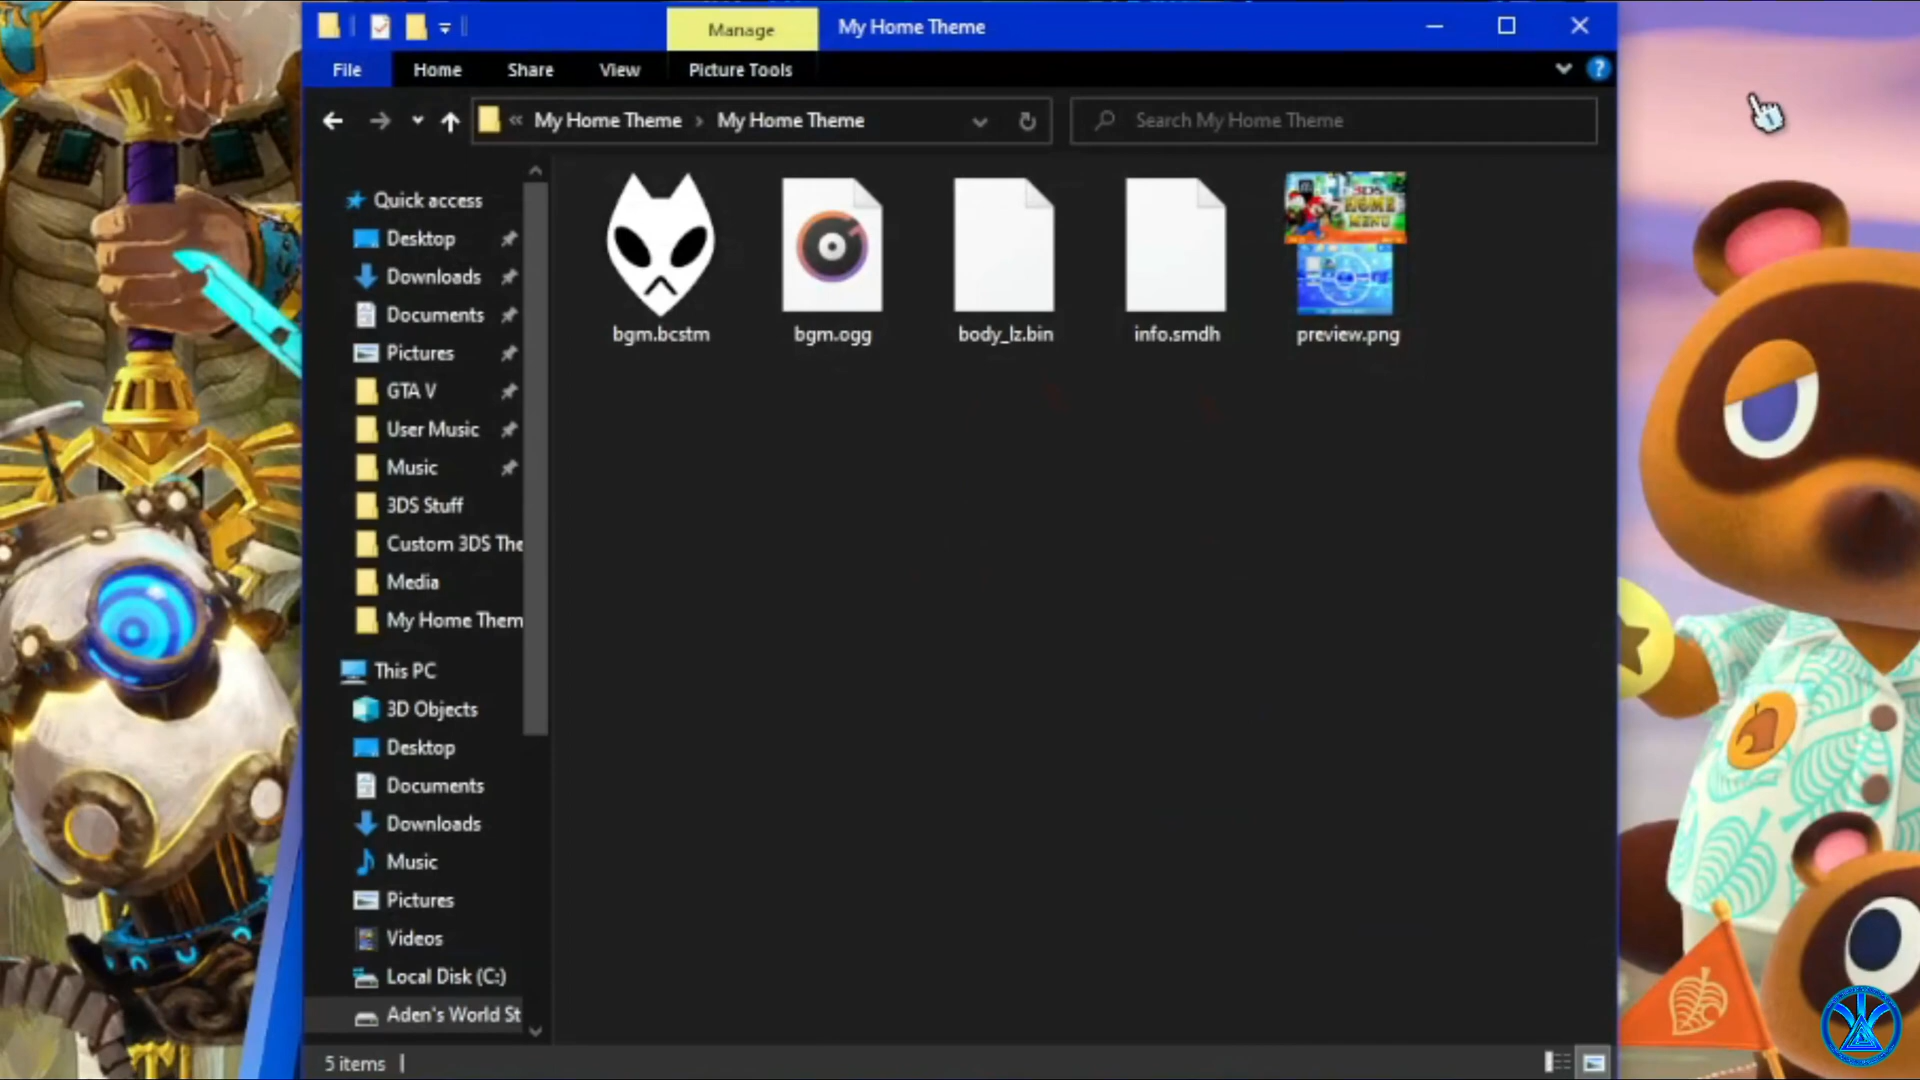 Manage
My Home Theme
File
Home
Share
View
Picture Tools
?
« My Home Theme > My Home Theme
Search My Home Theme
Quick access
Desktop
Downloads
Documents
Pictures
GTA V
User Music
Music
3DS Stuff
Custom 3DS The
Media
My Home Them
This PC
3D Objects
Desktop
Documents
Downloads
Music
Pictures
Videos
Local Disk (C:)
Aden's World St
3DS
HOME
MENU
bgm.bcstm
bgm.ogg
body_lz.bin
info.smdh
preview.png
5 items